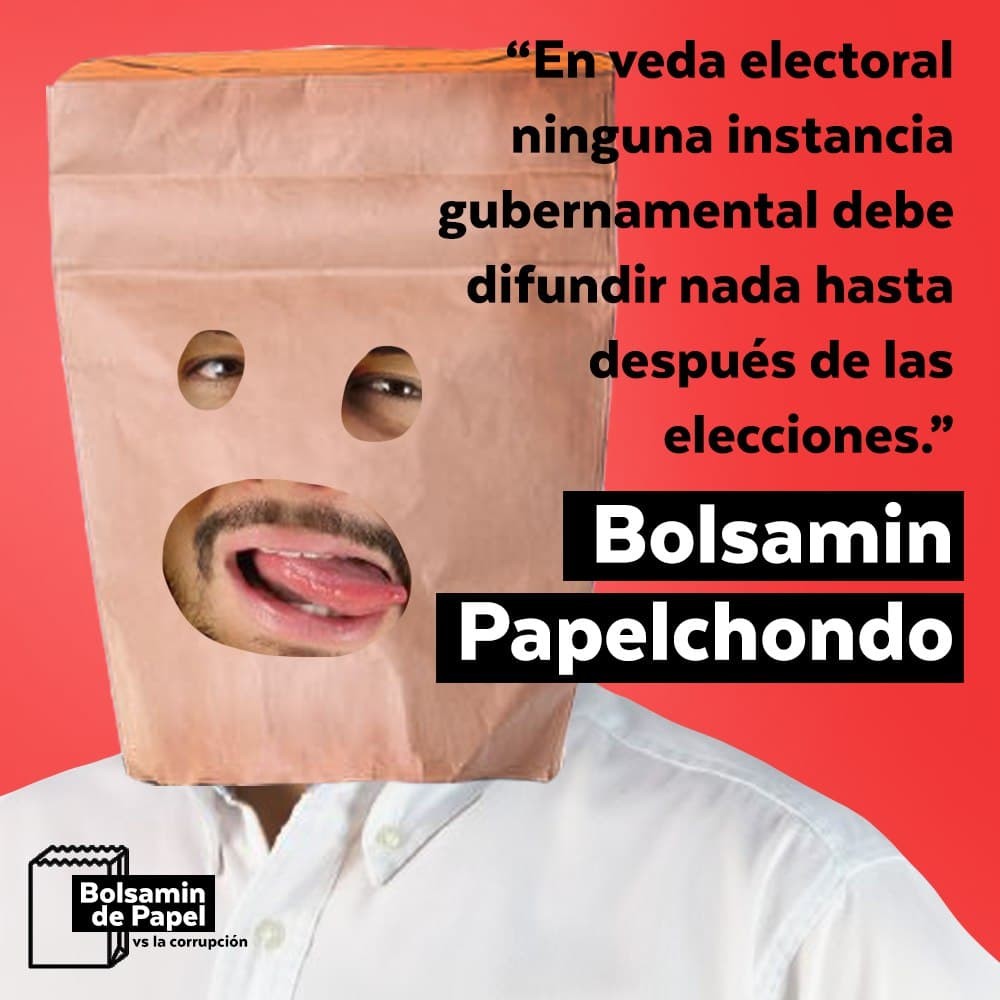 “En veda electoral
ninguna instancia
gubernamental debe
difundir nada hasta
después de las
elecciones.”
Bolsamin
Papelchondo
Bolsamin
de Papel
vs la corrupción